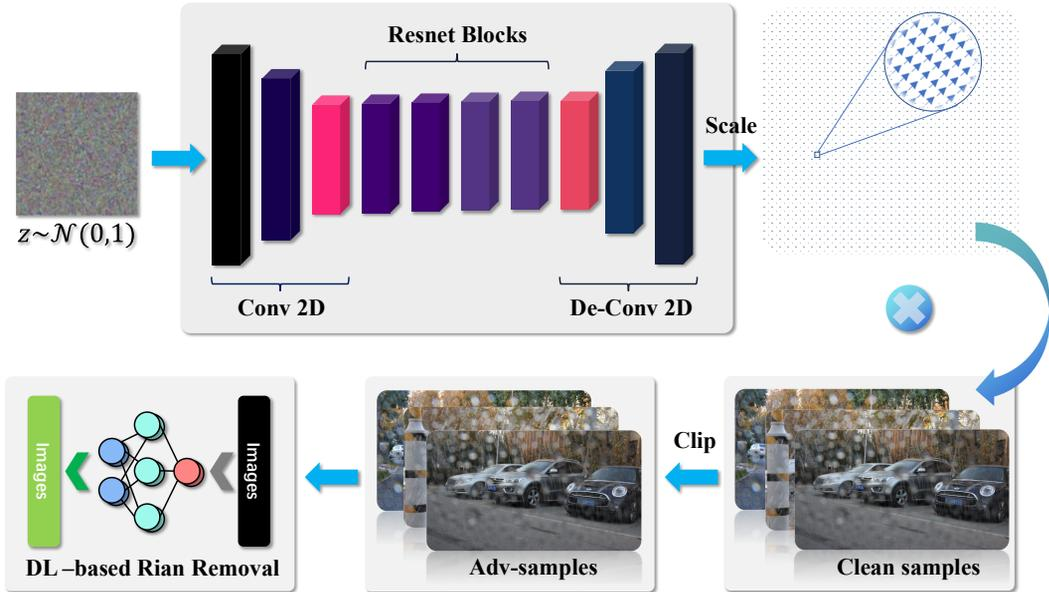 Resnet Blocks
Scale
z~𝒩(0,1)
Conv 2D
De-Conv 2D
Clip
Images
Images
DL –based Rian Removal
Adv-samples
Clean samples